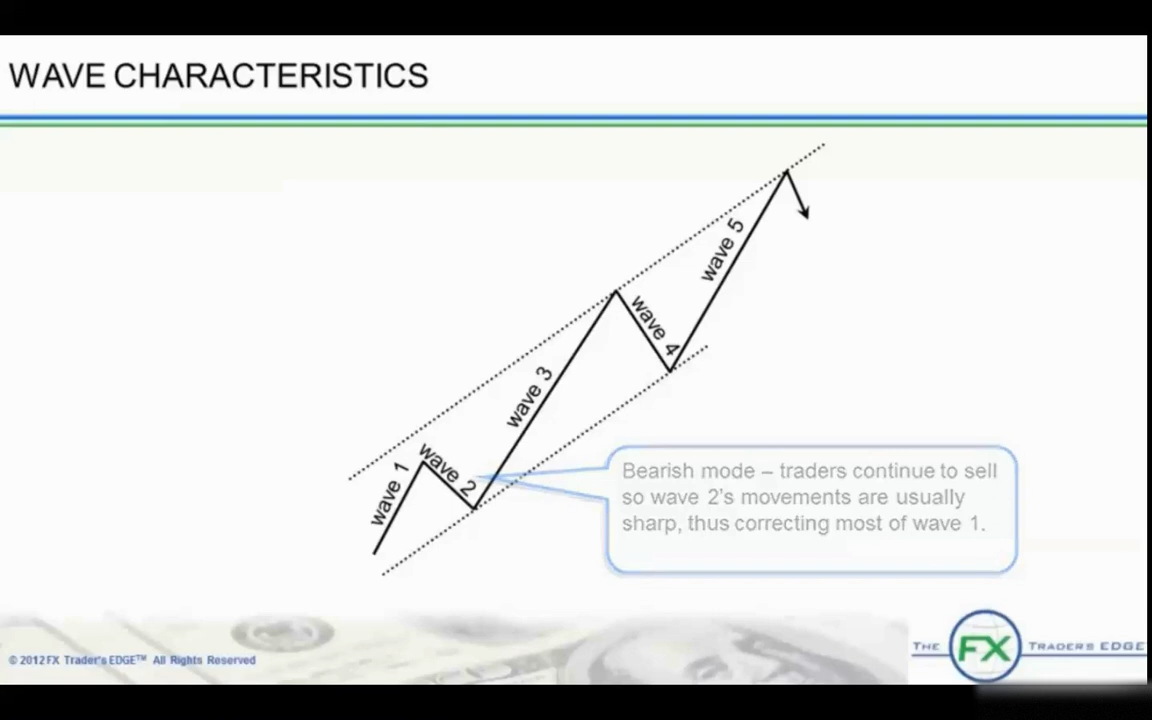 WAVE CHARACTERISTICS
wave 5
wave 4
wave 3
wave 2
wave 1
Bearish mode – traders continue to sell
so wave 2's movements are usually
sharp, thus correcting most of wave 1.
© 2012 FX Trader's EDGE™ All Rights Reserved
THE FX TRADERS EDGE